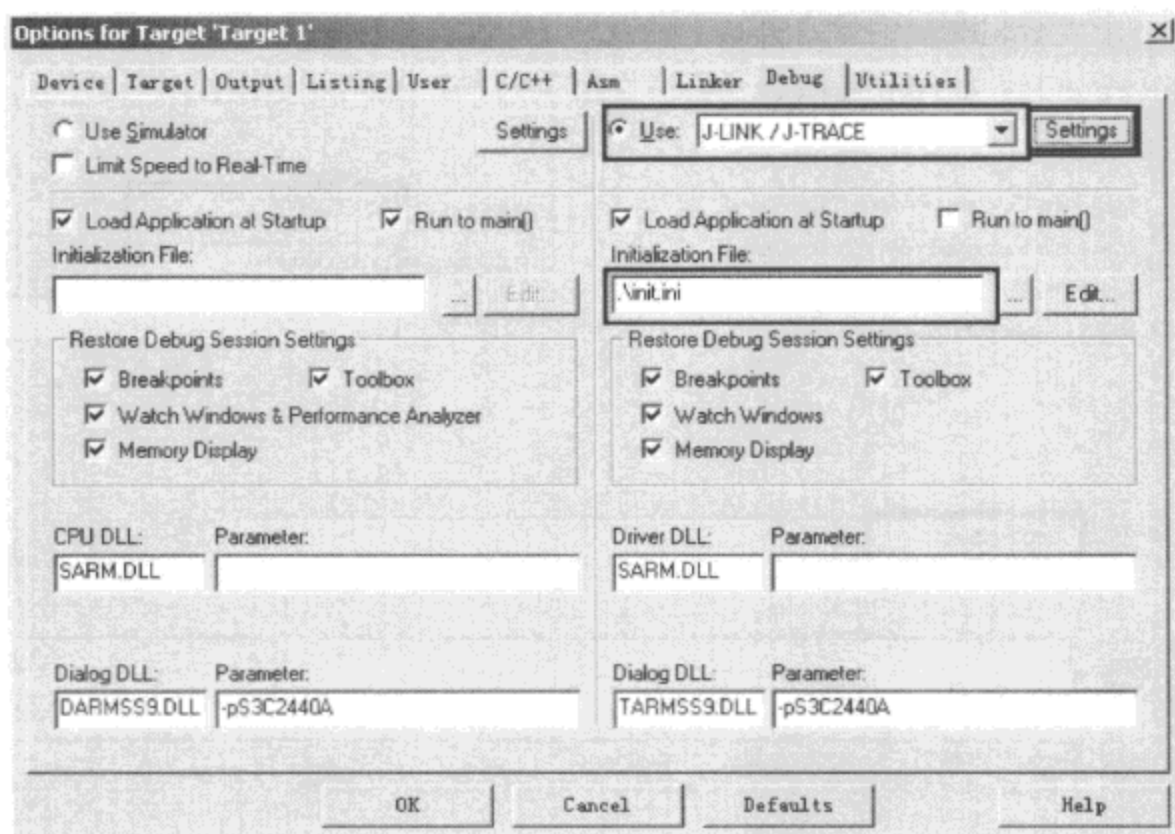 Options for Target 'Target 1'
Device Target Output Listing User C/C++ Asm Linker Debug Utilities
Use Simulator Settings Use: J-LINK / J-TRACE Settings
Limit Speed to Real-Time
Load Application at Startup Run to main() Load Application at Startup Run to main()
Initialization File: Initialization File:
... Edit... .\init.ini ... Edit...
Restore Debug Session Settings Restore Debug Session Settings
Breakpoints Toolbox Breakpoints Toolbox
Watch Windows & Performance Analyzer Watch Windows
Memory Display Memory Display
CPU DLL: Parameter: Driver DLL: Parameter:
SARM.DLL SARM.DLL
Dialog DLL: Parameter: Dialog DLL: Parameter:
DARMSS9.DLL -pS3C2440A TARMSS9.DLL -pS3C2440A
OK Cancel Defaults Help